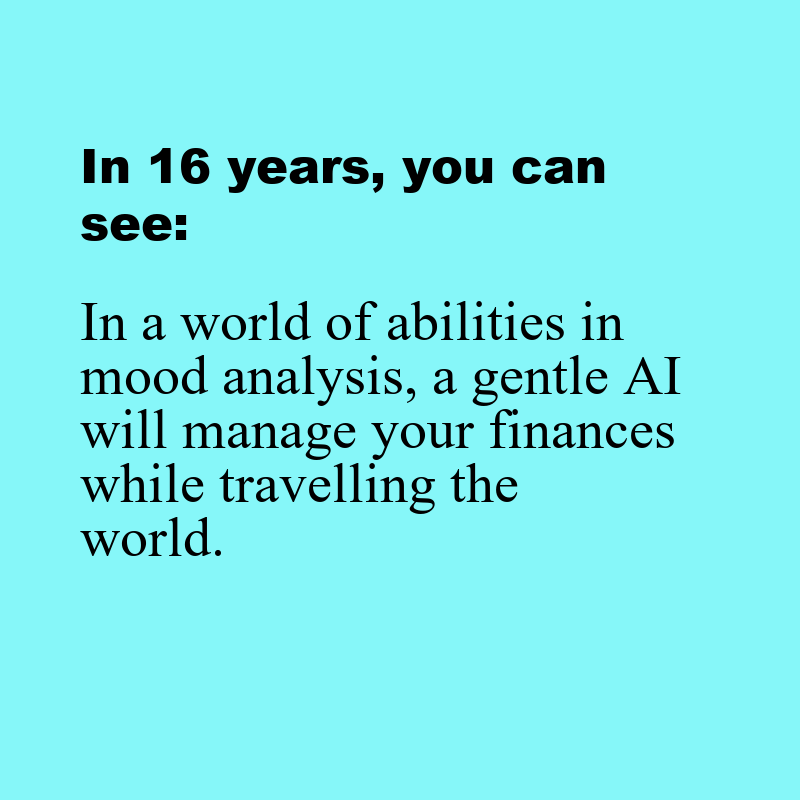 In 16 years, you can
see:
In a world of abilities in
mood analysis, a gentle AI
will manage your finances
while travelling the
world.